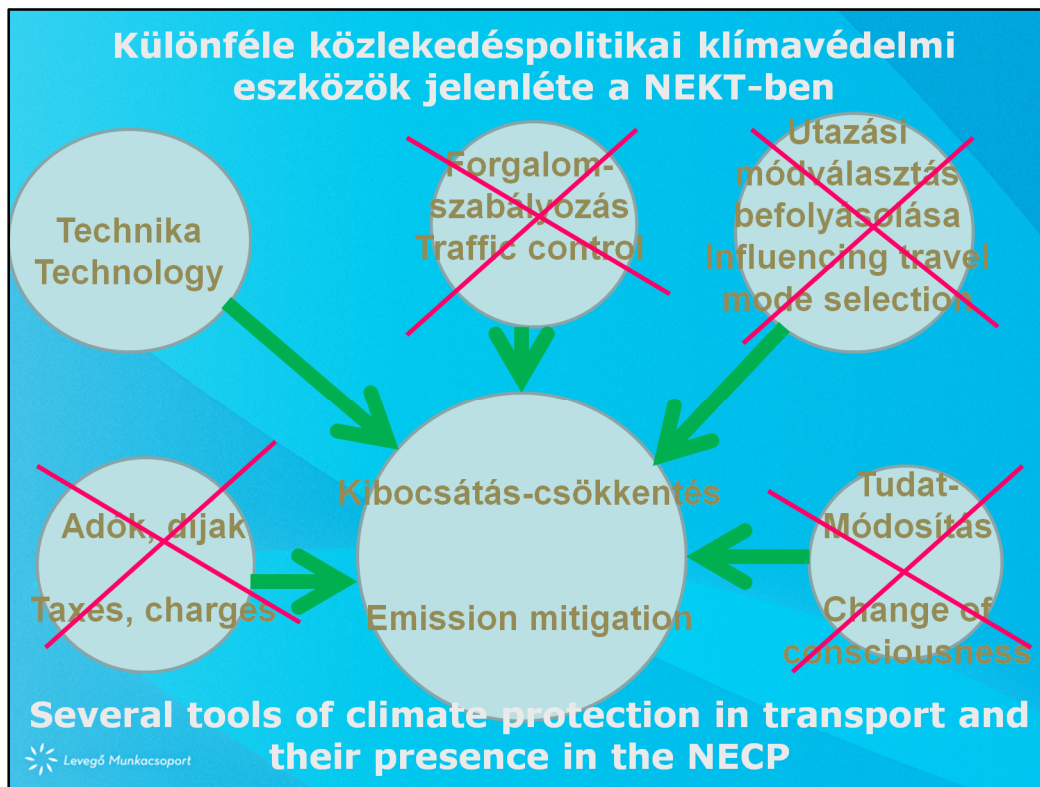 Különféle közlekedéspolitikai klímavédelmi
eszközök jelenléte a NEKT-ben
Technika
Technology
Forgalom-
szabályozás
Traffic control
Utazási
módválasztás
befolyásolása
Influencing travel
mode selection
Adók, díjak
Taxes, charges
Kibocsátás-csökkentés
Emission mitigation
Tudat-
Módosítás
Change of
consciousness
Several tools of climate protection in transport and
their presence in the NECP
Levegő Munkacsoport